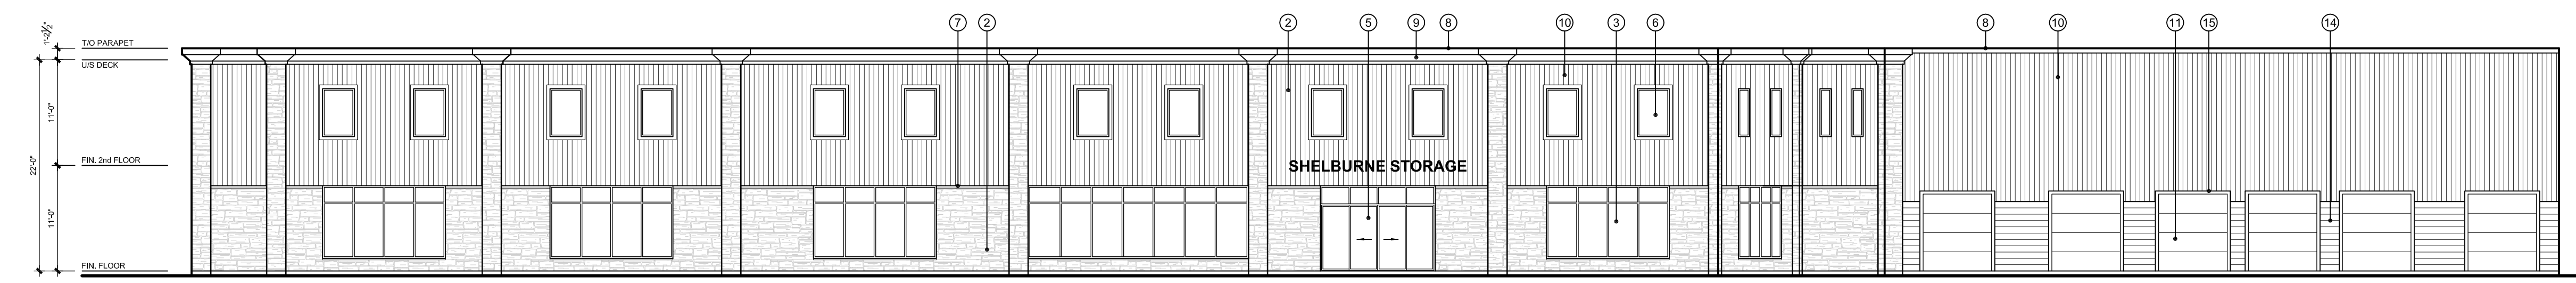 7 2 2 5 9 8 10 3 6 8 10 11 15 14
1'-2½"
T/O PARAPET
U/S DECK
11'-0"
FIN. 2nd FLOOR
22'-0"
SHELBURNE STORAGE
11'-0"
FIN. FLOOR